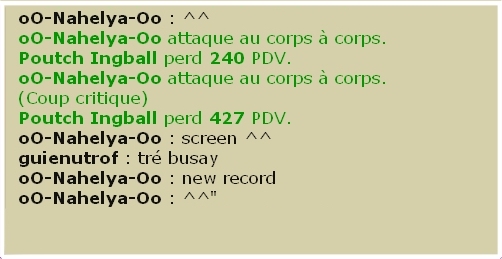 oO-Nahelya-Oo : ^^
oO-Nahelya-Oo attaque au corps à corps.
Poutch Ingball perd 240 PDV.
oO-Nahelya-Oo attaque au corps à corps.
(Coup critique)
Poutch Ingball perd 427 PDV.
oO-Nahelya-Oo : screen ^^
guienutrof : tré busay
oO-Nahelya-Oo : new record
oO-Nahelya-Oo : ^^"